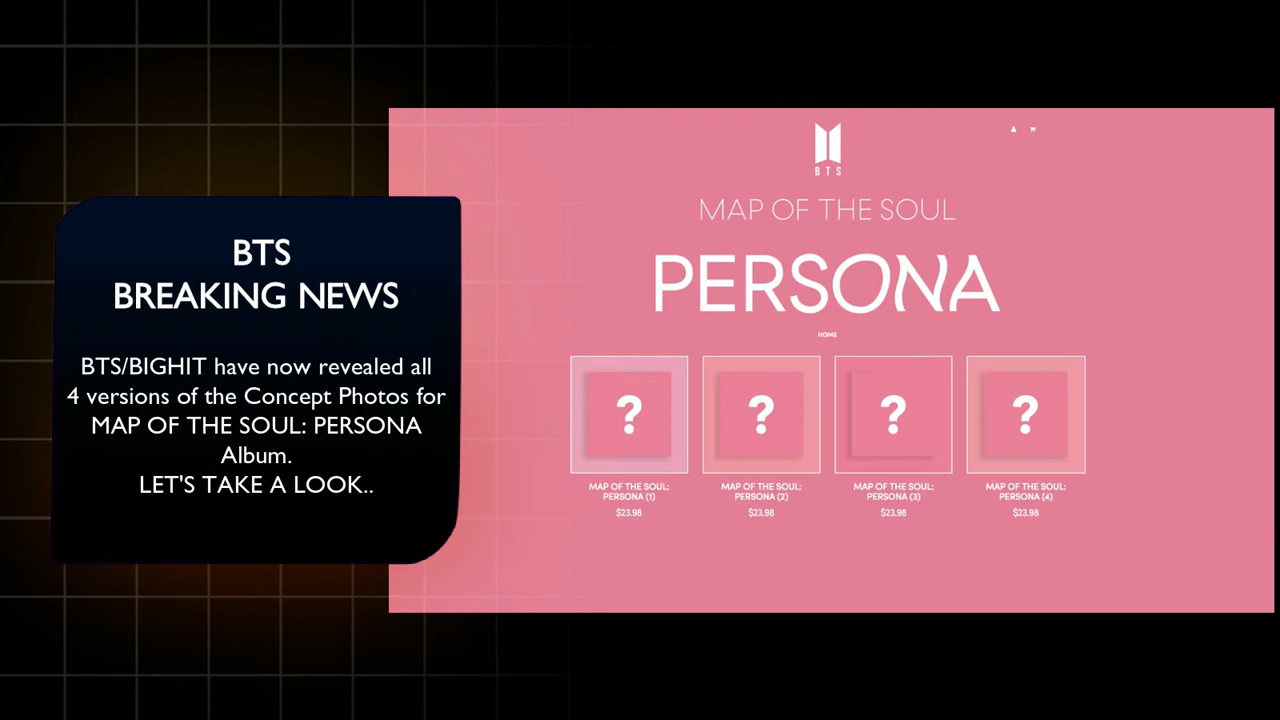 BTS
BREAKING NEWS
BTS/BIGHIT have now revealed all
4 versions of the Concept Photos for
MAP OF THE SOUL: PERSONA
Album.
LET'S TAKE A LOOK..
BTS
MAP OF THE SOUL
PERSONA
HOME
? ? ? ?
MAP OF THE SOUL: PERSONA (1)
$23.98
MAP OF THE SOUL: PERSONA (2)
$23.98
MAP OF THE SOUL: PERSONA (3)
$23.98
MAP OF THE SOUL: PERSONA (4)
$23.98